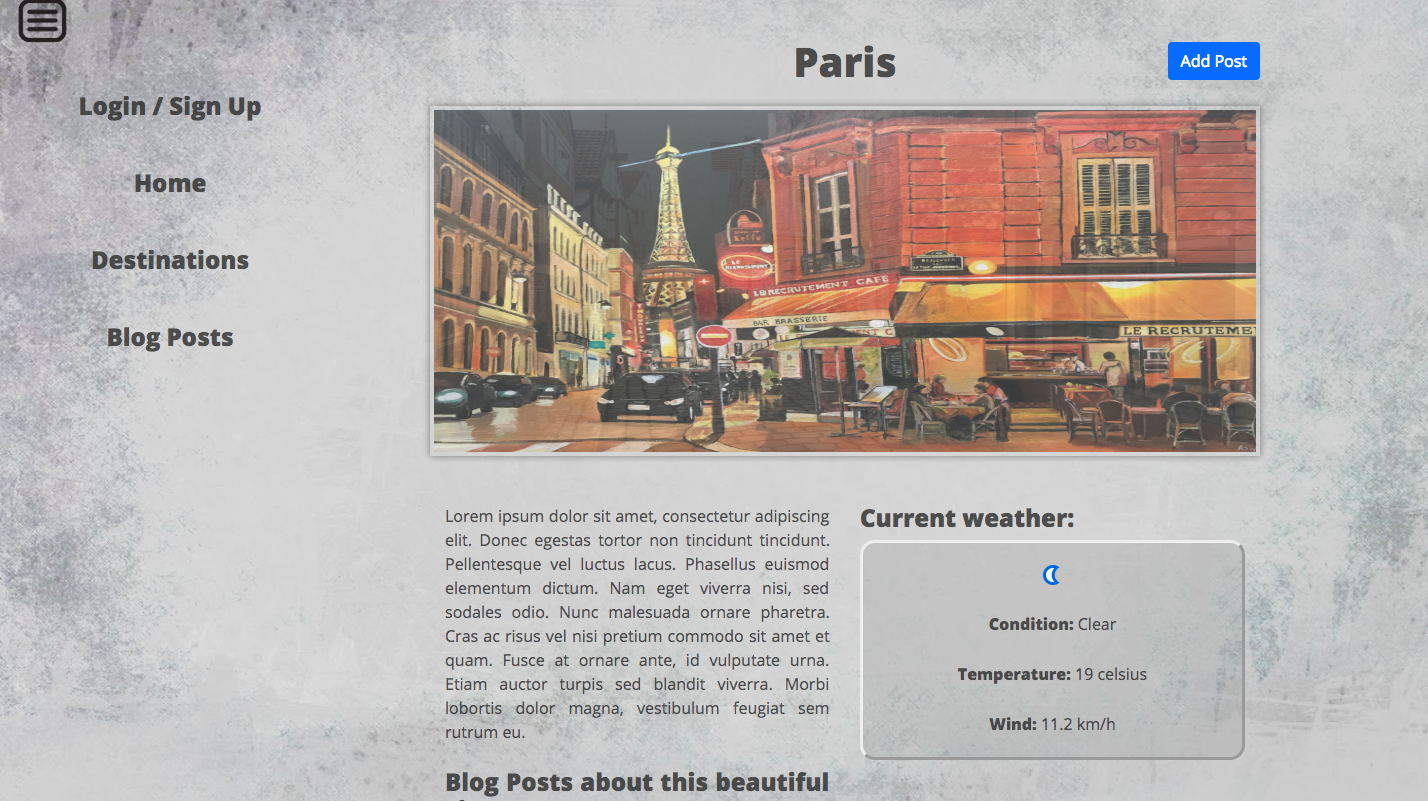 Paris
Add Post
Login / Sign Up
Home
Destinations
Blog Posts
LE RECRUTEMENT CAFE
BAR BRASSERIE
LE RECRUTEME
Lorem ipsum dolor sit amet, consectetur adipiscing
elit. Donec egestas tortor non tincidunt tincidunt.
Pellentesque vel luctus lacus. Phasellus euismod
elementum dictum. Nam eget viverra nisi, sed
sodales odio. Nunc malesuada ornare pharetra.
Cras ac risus vel nisi pretium commodo sit amet et
quam. Fusce at ornare ante, id vulputate urna.
Etiam auctor turpis sed blandit viverra. Morbi
lobortis dolor magna, vestibulum feugiat sem
rutrum eu.
Blog Posts about this beautiful
Current weather:
Condition: Clear
Temperature: 19 celsius
Wind: 11.2 km/h